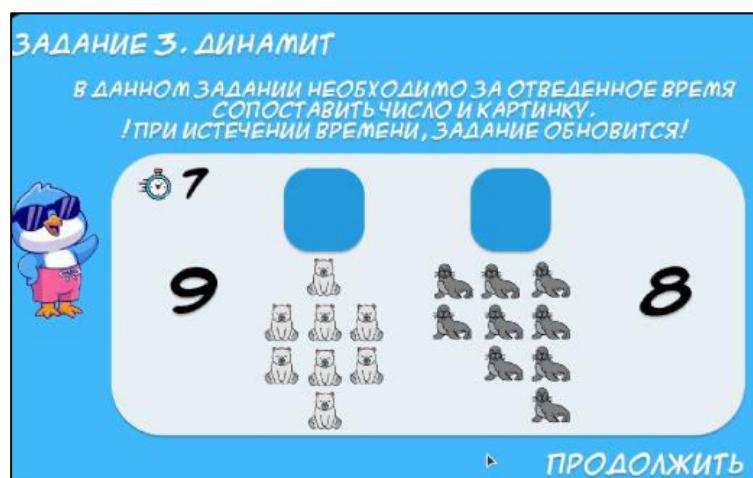 ЗАДАНИЕ 3. ДИНАМИТ
В ДАННОМ ЗАДАНИИ НЕОБХОДИМО ЗА ОТВЕДЕННОЕ ВРЕМЯ
СОПОСТАВИТЬ ЧИСЛО И КАРТИНКУ.
!ПРИ ИСТЕЧЕНИИ ВРЕМЕНИ, ЗАДАНИЕ ОБНОВИТСЯ!
7
9 8
ПРОДОЛЖИТЬ